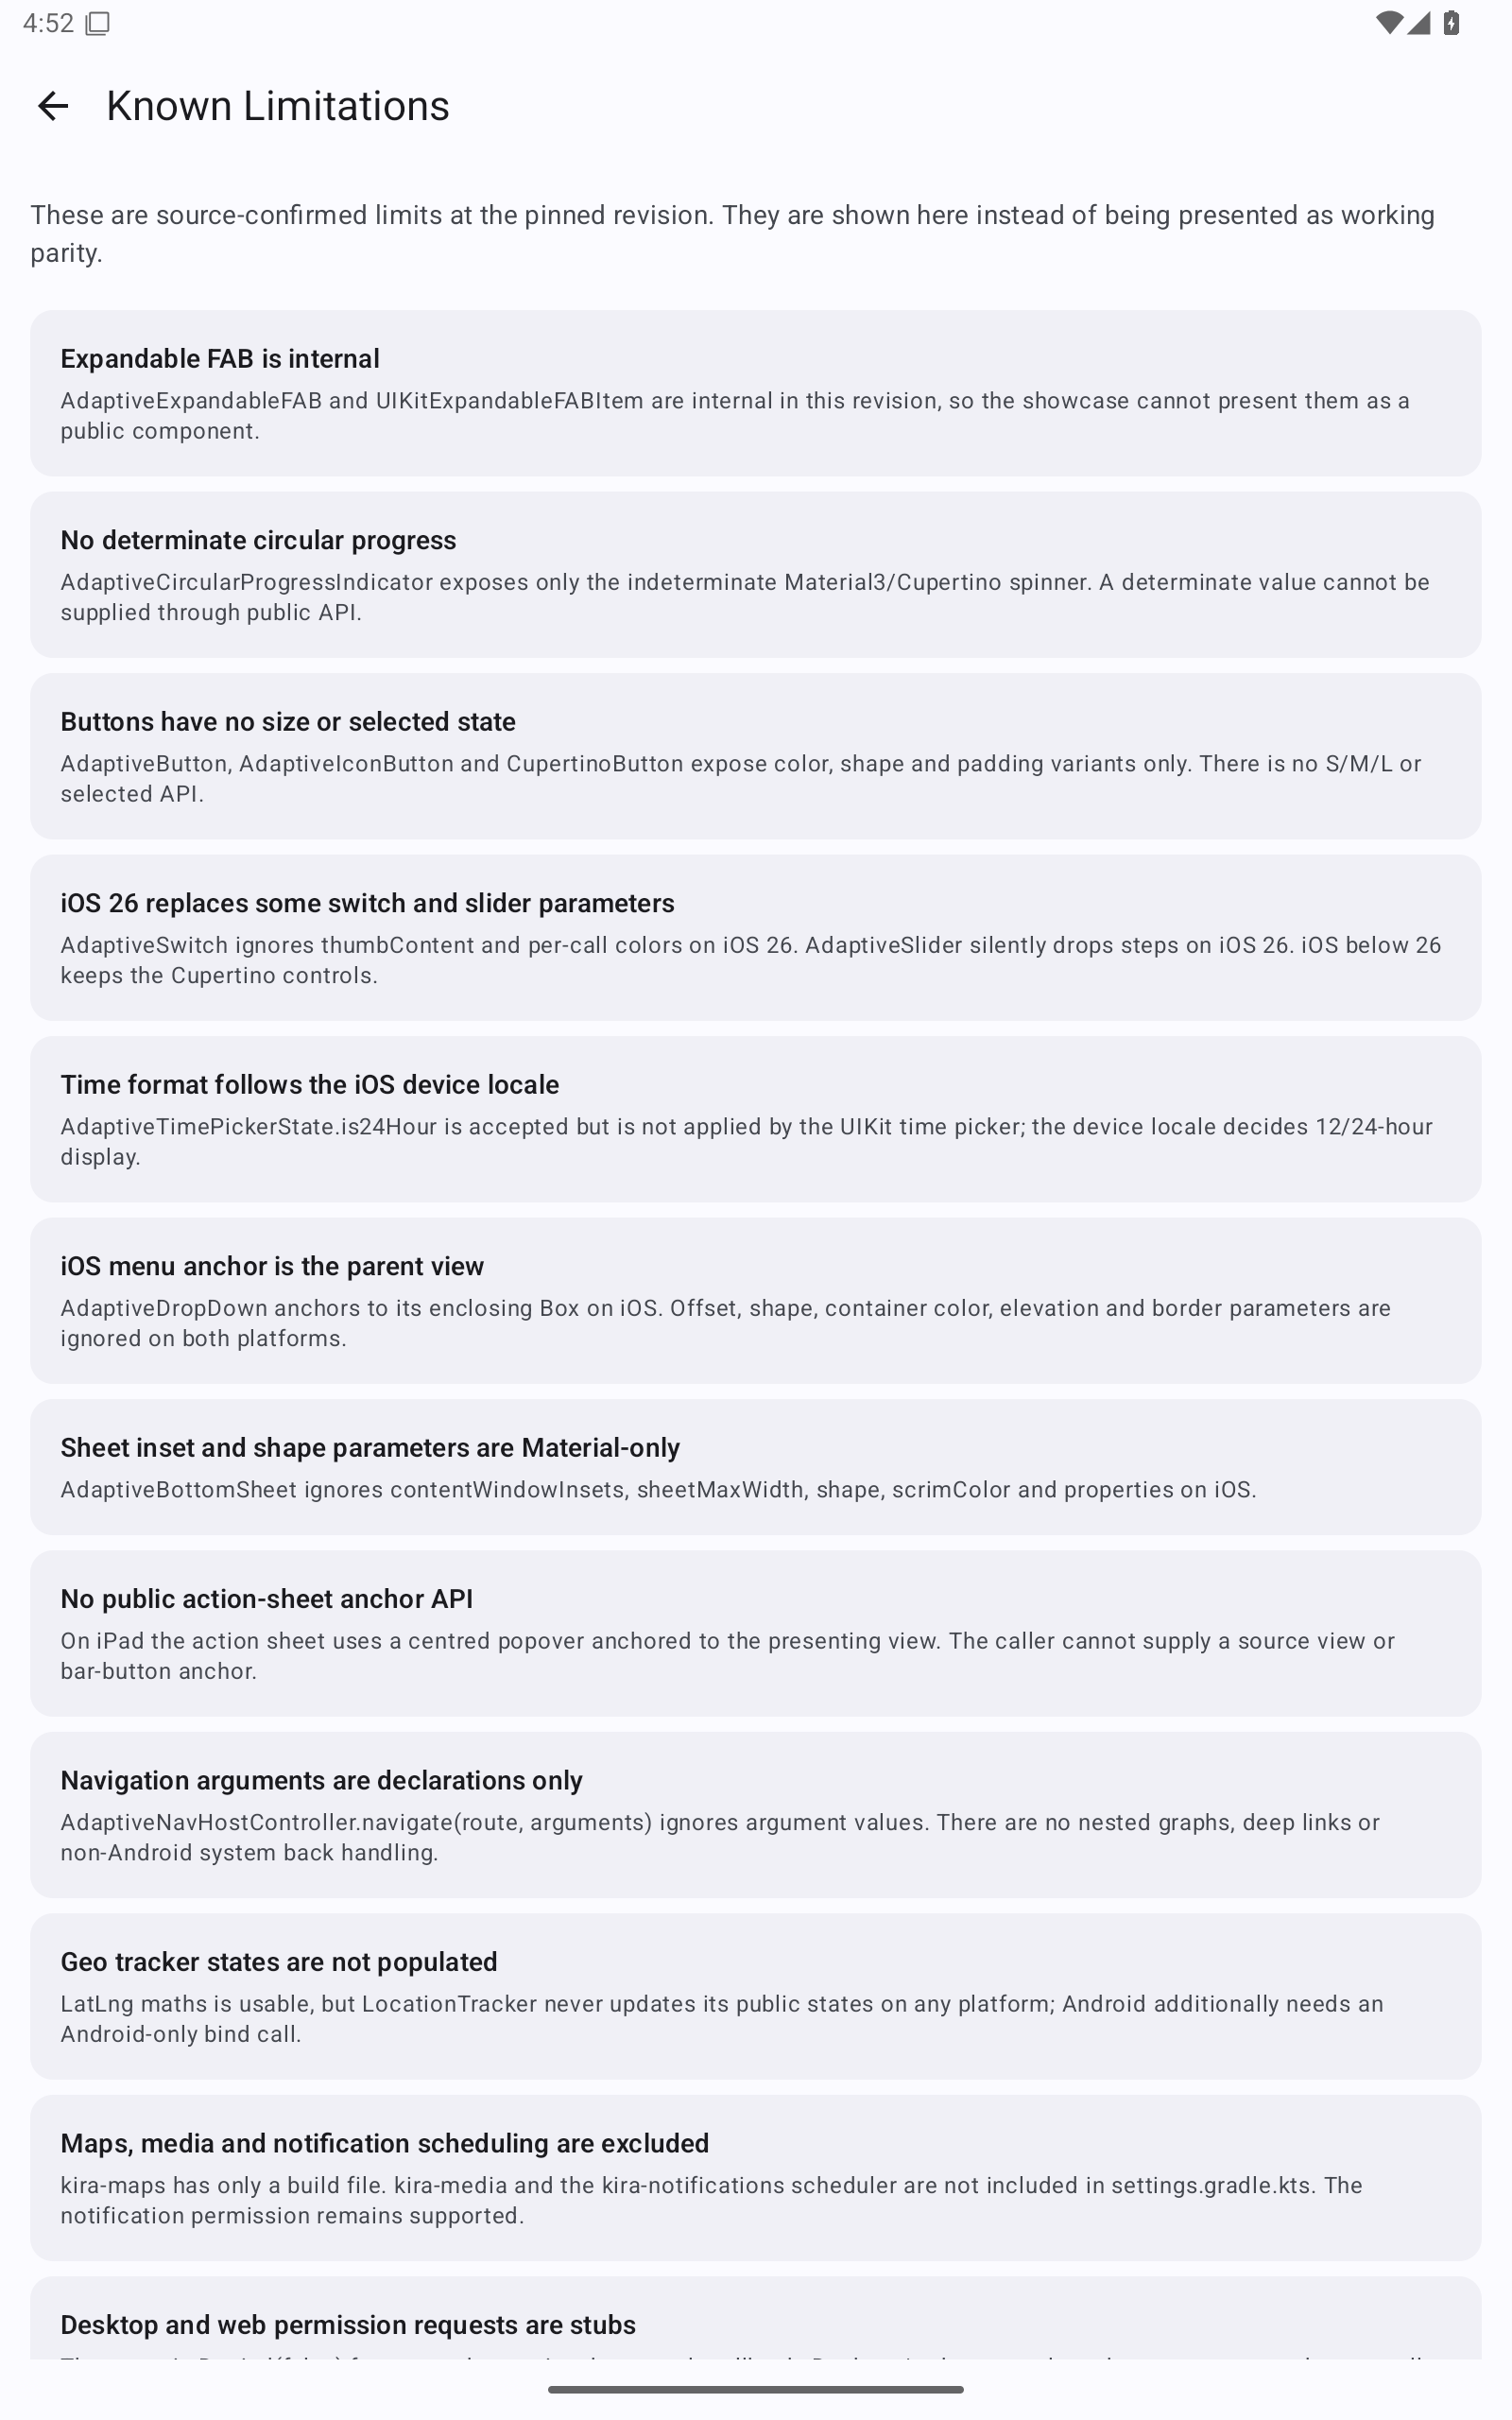 4:52
Known Limitations
These are source-confirmed limits at the pinned revision. They are shown here instead of being presented as working
parity.
Expandable FAB is internal
AdaptiveExpandableFAB and UIKitExpandableFABItem are internal in this revision, so the showcase cannot present them as a
public component.
No determinate circular progress
AdaptiveCircularProgressIndicator exposes only the indeterminate Material3/Cupertino spinner. A determinate value cannot be
supplied through public API.
Buttons have no size or selected state
AdaptiveButton, AdaptiveIconButton and CupertinoButton expose color, shape and padding variants only. There is no S/M/L or
selected API.
iOS 26 replaces some switch and slider parameters
AdaptiveSwitch ignores thumbContent and per-call colors on iOS 26. AdaptiveSlider silently drops steps on iOS 26. iOS below 26
keeps the Cupertino controls.
Time format follows the iOS device locale
AdaptiveTimePickerState.is24Hour is accepted but is not applied by the UIKit time picker; the device locale decides 12/24-hour
display.
iOS menu anchor is the parent view
AdaptiveDropDown anchors to its enclosing Box on iOS. Offset, shape, container color, elevation and border parameters are
ignored on both platforms.
Sheet inset and shape parameters are Material-only
AdaptiveBottomSheet ignores contentWindowInsets, sheetMaxWidth, shape, scrimColor and properties on iOS.
No public action-sheet anchor API
On iPad the action sheet uses a centred popover anchored to the presenting view. The caller cannot supply a source view or
bar-button anchor.
Navigation arguments are declarations only
AdaptiveNavHostController.navigate(route, arguments) ignores argument values. There are no nested graphs, deep links or
non-Android system back handling.
Geo tracker states are not populated
LatLng maths is usable, but LocationTracker never updates its public states on any platform; Android additionally needs an
Android-only bind call.
Maps, media and notification scheduling are excluded
kira-maps has only a build file. kira-media and the kira-notifications scheduler are not included in settings.gradle.kts. The
notification permission remains supported.
Desktop and web permission requests are stubs